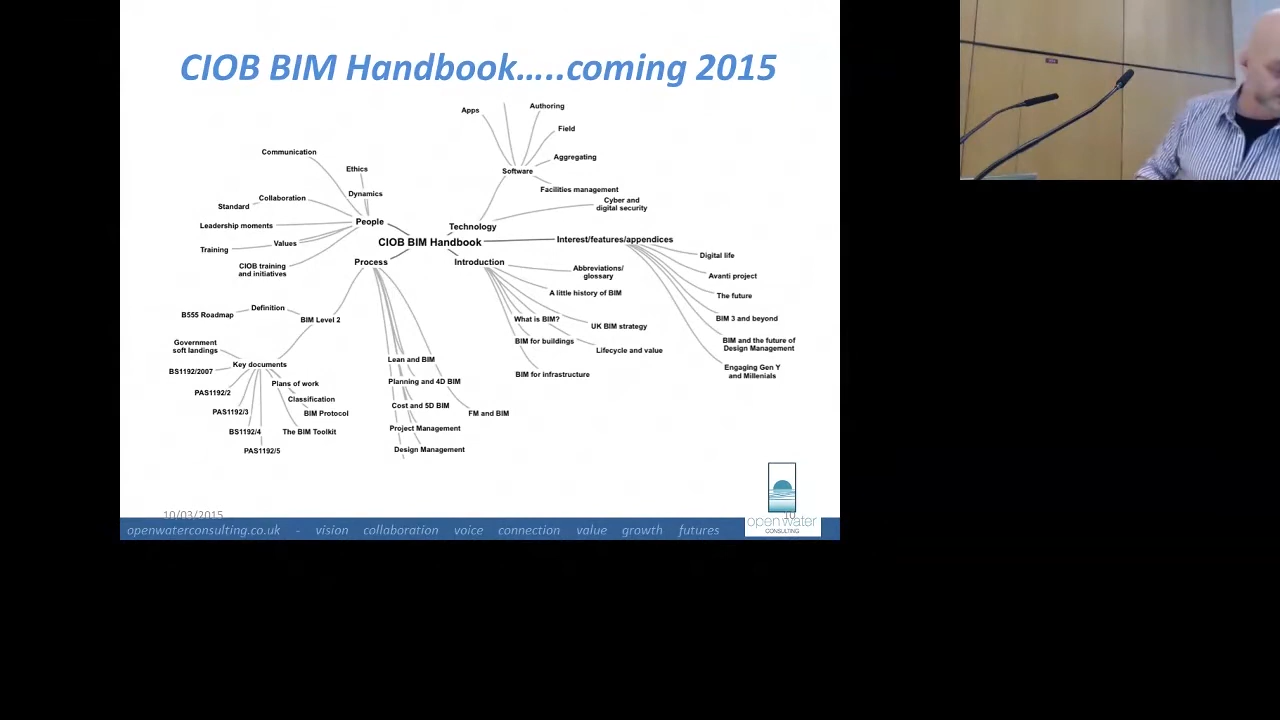 CIOB BIM Handbook…..coming 2015
Apps
Authoring
Field
Aggregating
Software
Facilities management
Cyber and
digital security
Technology
Communication
Ethics
Dynamics
Collaboration
Standard
People
Leadership moments
Values
Training
CIOB training
and initiatives
CIOB BIM Handbook
Interest/features/appendices
Digital life
Avanti project
The future
BIM 3 and beyond
BIM and the future of
Design Management
Engaging Gen Y
and Millenials
Process
Introduction
Abbreviations/
glossary
A little history of BIM
What is BIM?
UK BIM strategy
BIM for buildings
Lifecycle and value
BIM for infrastructure
Definition
B555 Roadmap
BIM Level 2
Government
soft landings
Key documents
BS1192/2007
PAS1192/2
PAS1192/3
BS1192/4
PAS1192/5
Plans of work
Classification
BIM Protocol
The BIM Toolkit
Lean and BIM
Planning and 4D BIM
Cost and 5D BIM
FM and BIM
Project Management
Design Management
10/03/2015
10
openwaterconsulting.co.uk - vision collaboration voice connection value growth futures
open water
CONSULTING